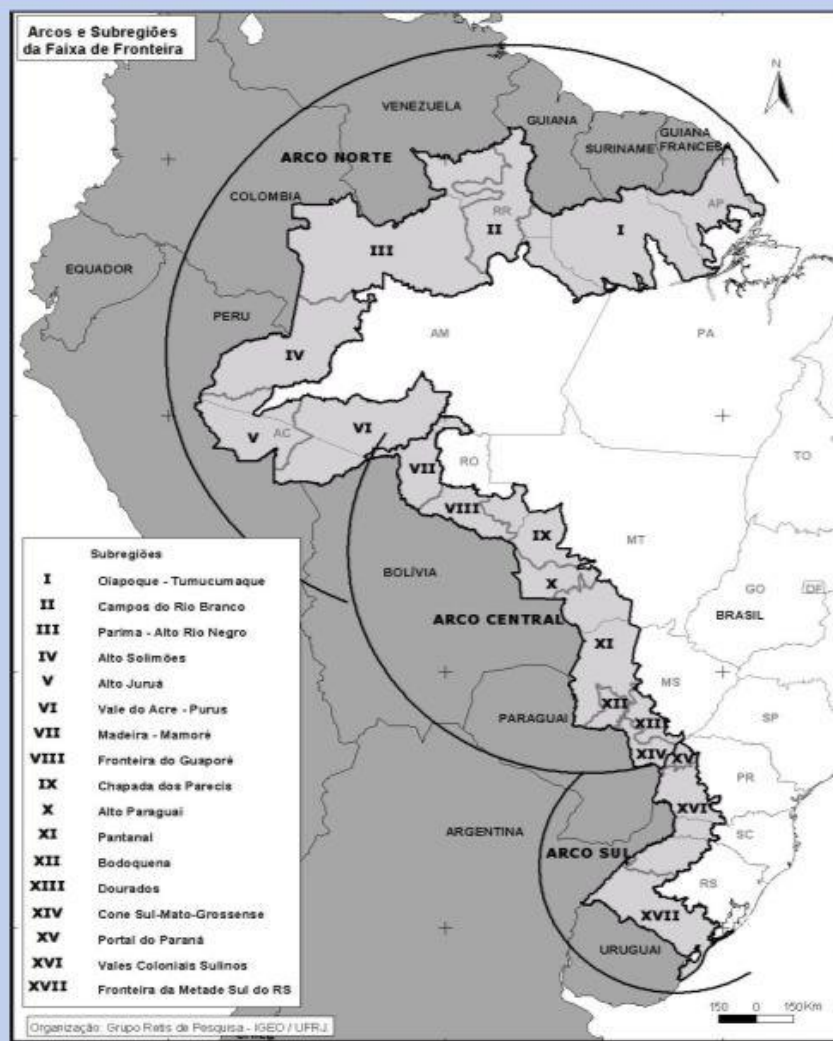 Arcos e Subregiões
da Faixa de Fronteira
N
VENEZUELA
GUIANA
SURINAME
GUIANA
FRANCESA
ARCO NORTE
COLOMBIA
RR
AP
II
I
III
EQUADOR
PERU
AM
PA
IV
VI
V
AC
VII
RO
TO
VIII
IX
MT
BOLÍVIA
X
GO
DF
BRASIL
ARCO CENTRAL
XI
MS
XII
PARAGUAI
XIII
SP
XIV
XV
PR
XVI
ARGENTINA
SC
ARCO SUL
RS
XVII
URUGUAI
Subregiões
I Oiapoque - Tumucumaque
II Campos do Rio Branco
III Parima - Alto Rio Negro
IV Alto Solimões
V Alto Juruá
VI Vale do Acre - Purus
VII Madeira - Mamoré
VIII Fronteira do Guaporé
IX Chapada dos Parecis
X Alto Paraguai
XI Pantanal
XII Bodoquena
XIII Dourados
XIV Cone Sul-Mato-Grossense
XV Portal do Paraná
XVI Vales Coloniais Sulinos
XVII Fronteira da Metade Sul do RS
150 0 150 Km
Organização: Grupo Retis de Pesquisa - IGEO / UFRJ.